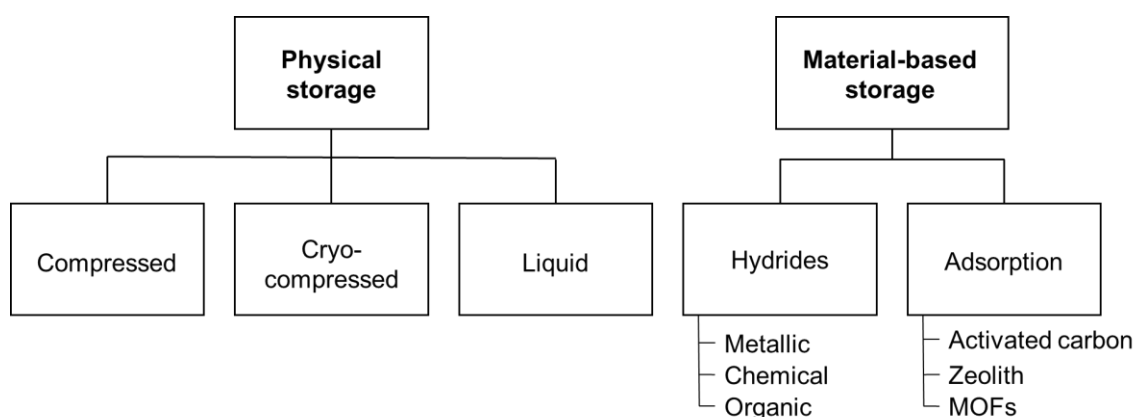 Physical
storage
Material-based
storage
Compressed
Cryo-
compressed
Liquid
Hydrides
Adsorption
Metallic
Chemical
Organic
Activated carbon
Zeolith
MOFs